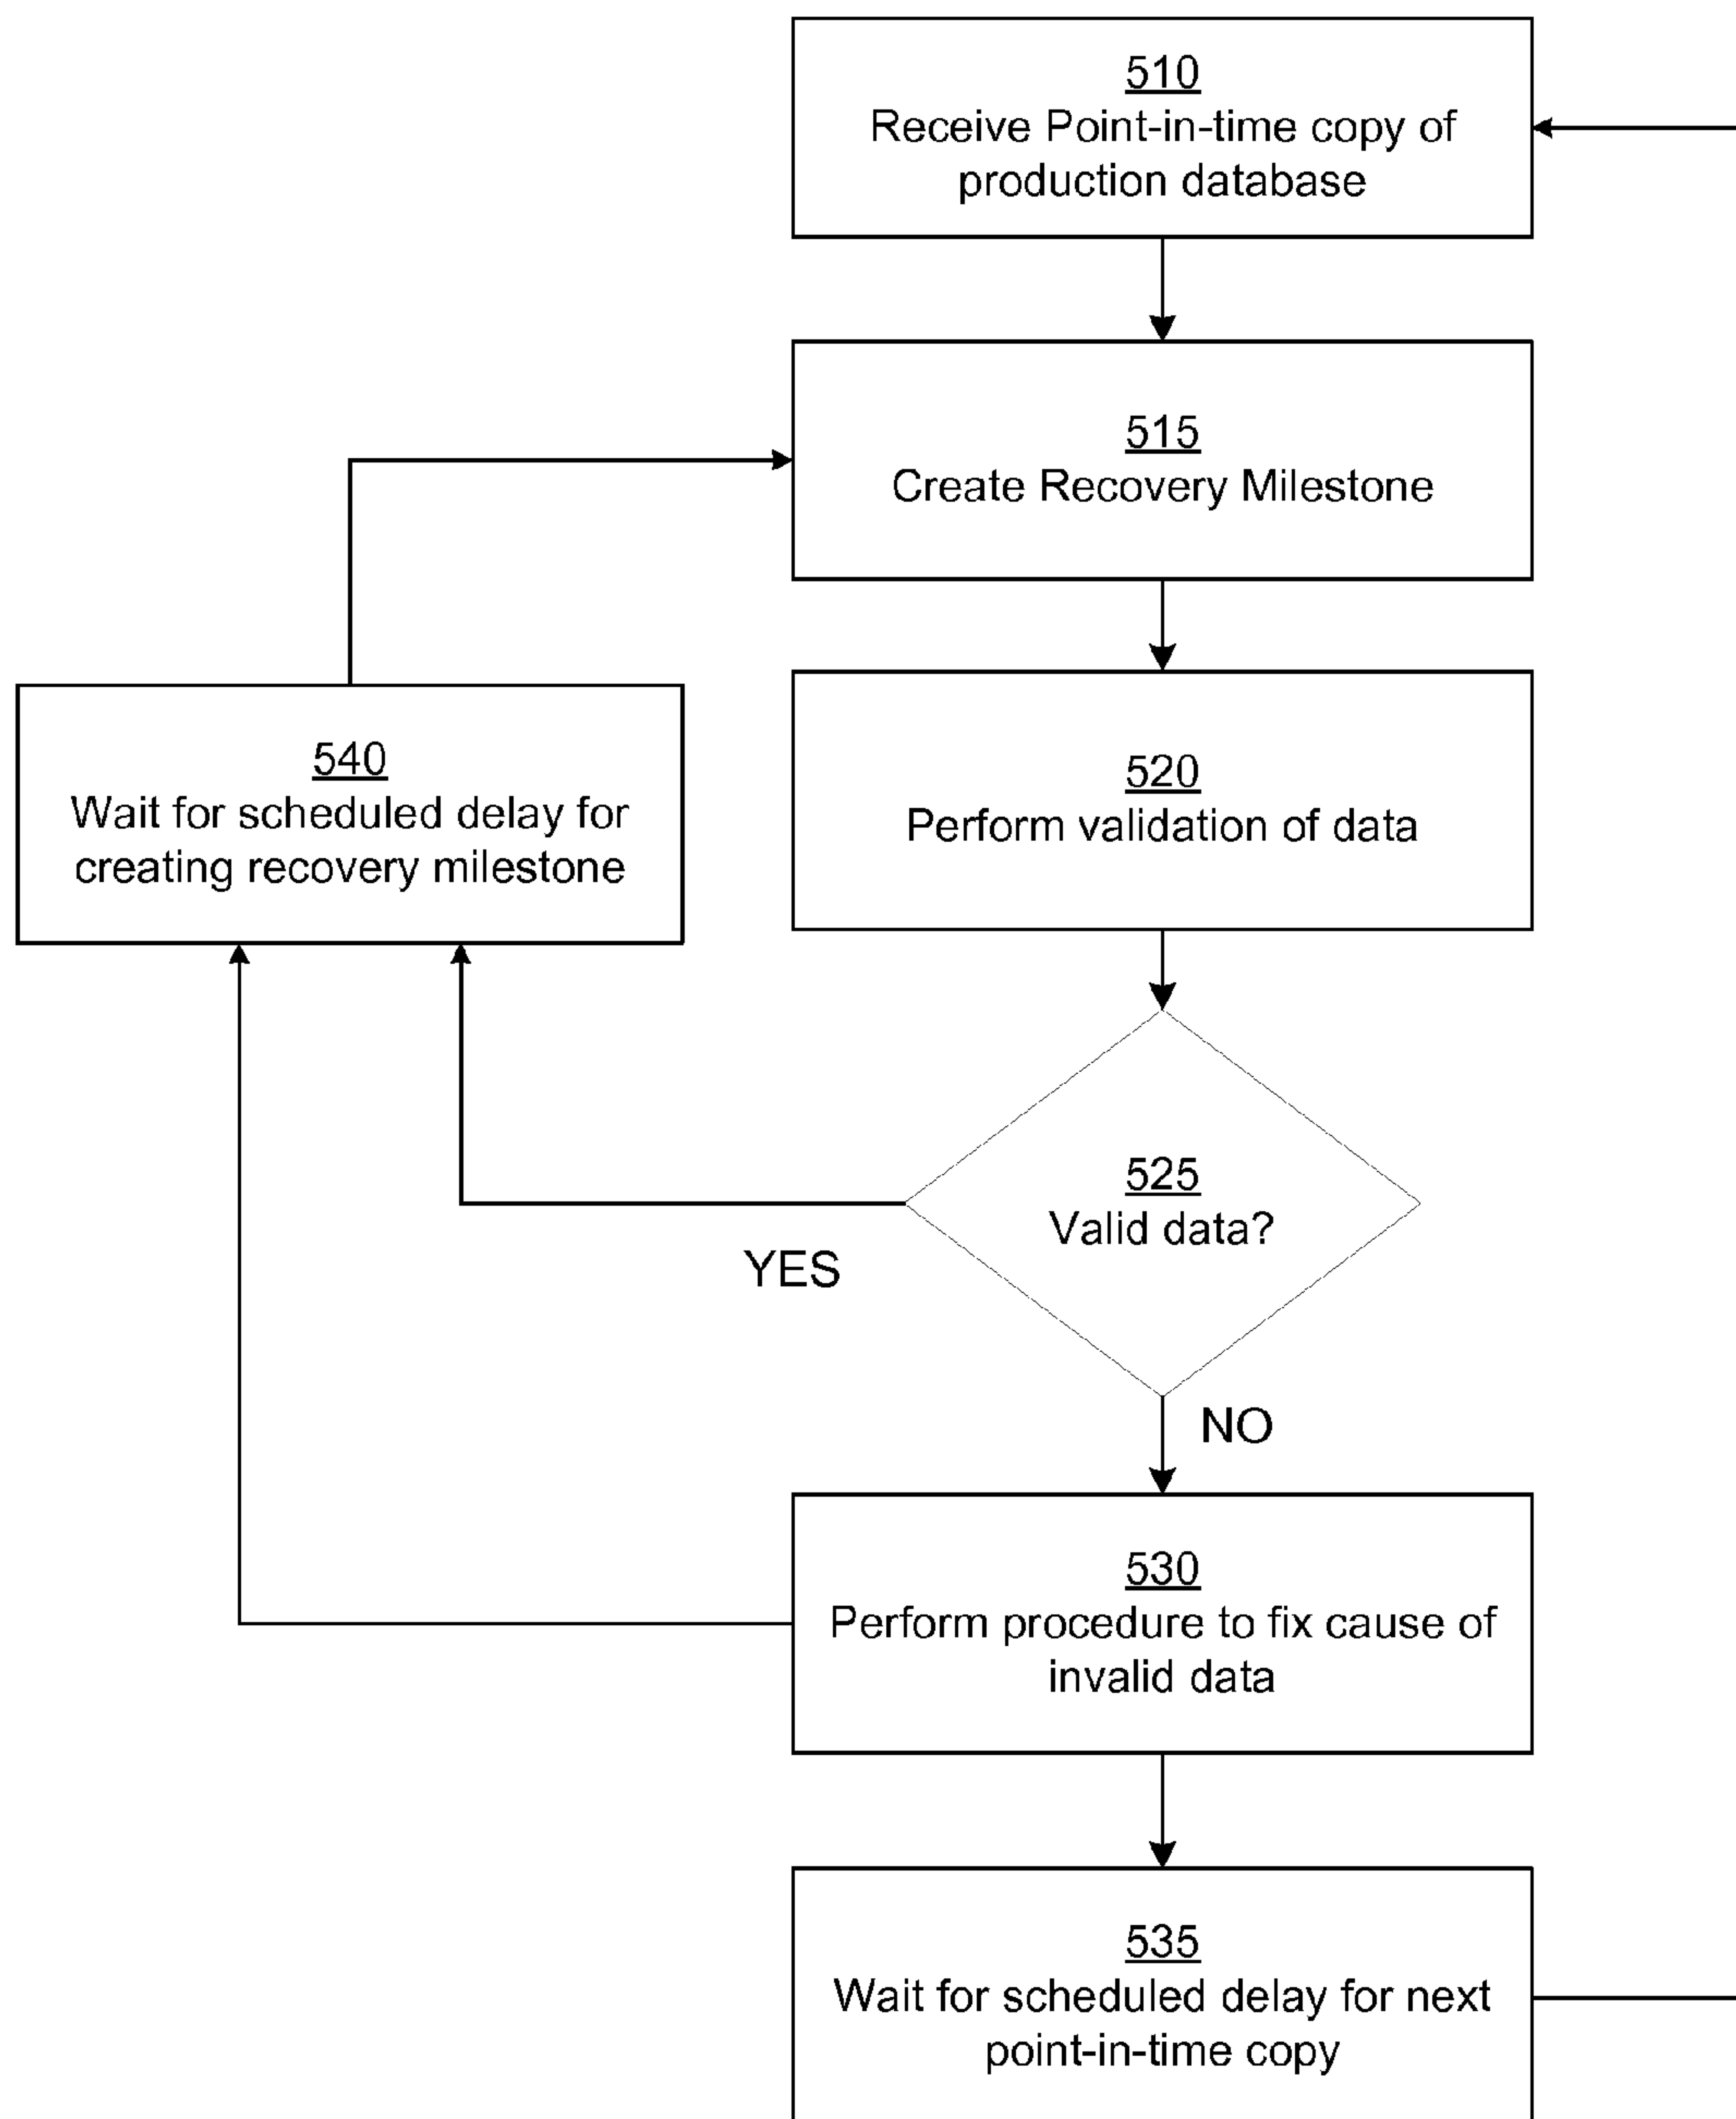 510
Receive Point-in-time copy of
production database
515
Create Recovery Milestone
540
Wait for scheduled delay for
creating recovery milestone
520
Perform validation of data
525
Valid data?
YES
NO
530
Perform procedure to fix cause of
invalid data
535
Wait for scheduled delay for next
point-in-time copy